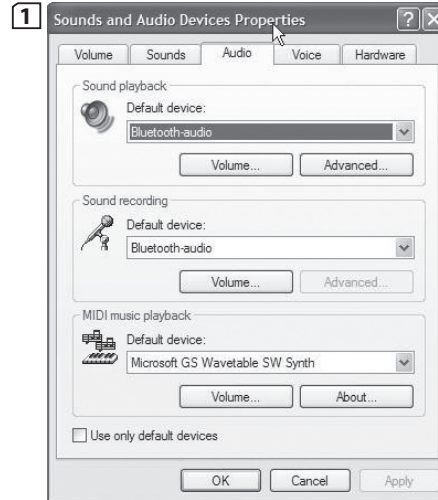 1
Sounds and Audio Devices Properties
Volume Sounds Audio Voice Hardware
Sound playback
Default device:
Bluetooth-audio
Volume... Advanced...
Sound recording
Default device:
Bluetooth-audio
Volume... Advanced...
MIDI music playback
Default device:
Microsoft GS Wavetable SW Synth
Volume... About...
Use only default devices
OK Cancel Apply